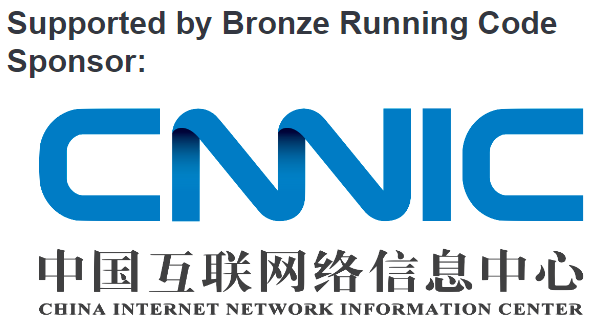 Supported by Bronze Running Code
Sponsor:
CNNIC
中国互联网络信息中心
CHINA INTERNET NETWORK INFORMATION CENTER